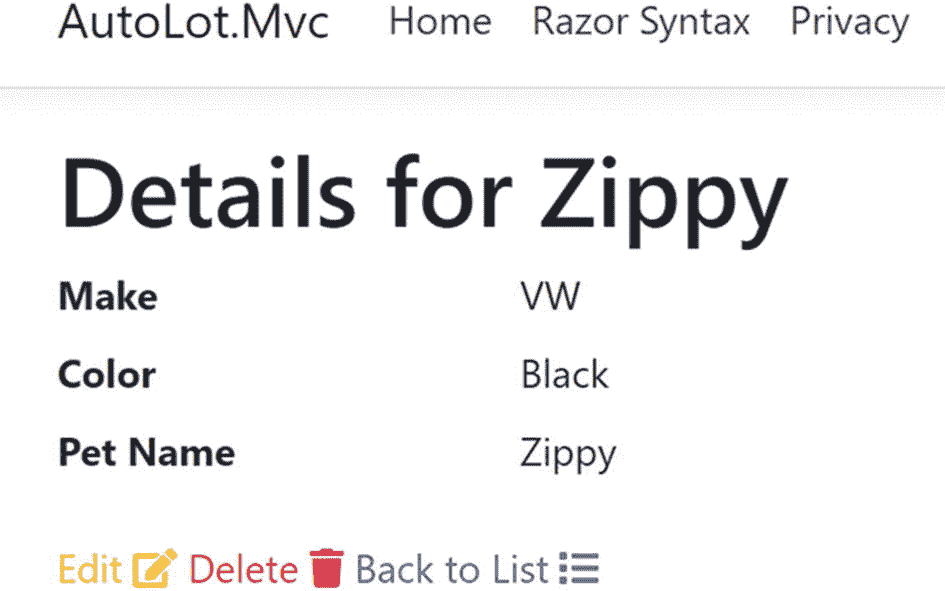 AutoLot.Mvc Home Razor Syntax Privacy
Details for Zippy
Make VW
Color Black
Pet Name Zippy
Edit Delete Back to List